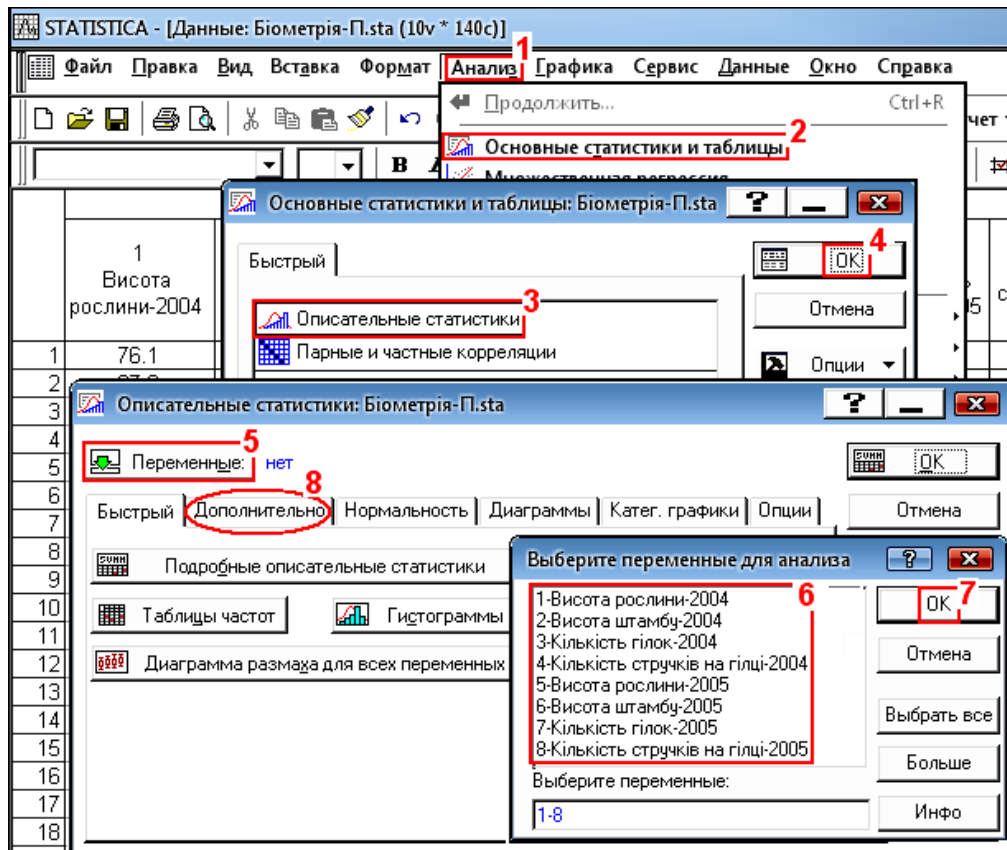 STATISTICA - [Данные: Біометрія-П.sta (10v * 140c)]
1
Файл Правка Вид Вставка Формат Анализ Графика Сервис Данные Окно Справка
Продолжить... Ctrl+R
2
Основные статистики и таблицы
B
Множественная регрессия
Основные статистики и таблицы: Біометрія-П.sta ?
1
Висота
рослини-2004
Быстрый
4
OK
Отмена
3
Описательные статистики
Парные и частные корреляции
Опции
1 76.1
2
3
4
5
6
7
8
9
10
11
12
13
14
15
16
17
18
Описательные статистики: Біометрія-П.sta ?
5
Переменные: нет
OK
8
Быстрый Дополнительно Нормальность Диаграммы Катег. графики Опции
Отмена
Подробные описательные статистики
Таблицы частот Гистограммы
Диаграмма размаха для всех переменных
Выберите переменные для анализа ?
6
1-Висота рослини-2004
2-Висота штамбу-2004
3-Кількість гілок-2004
4-Кількість стручків на гілці-2004
5-Висота рослини-2005
6-Висота штамбу-2005
7-Кількість гілок-2005
8-Кількість стручків на гілці-2005
Выберите переменные:
1-8
7
OK
Отмена
Выбрать все
Больше
Инфо